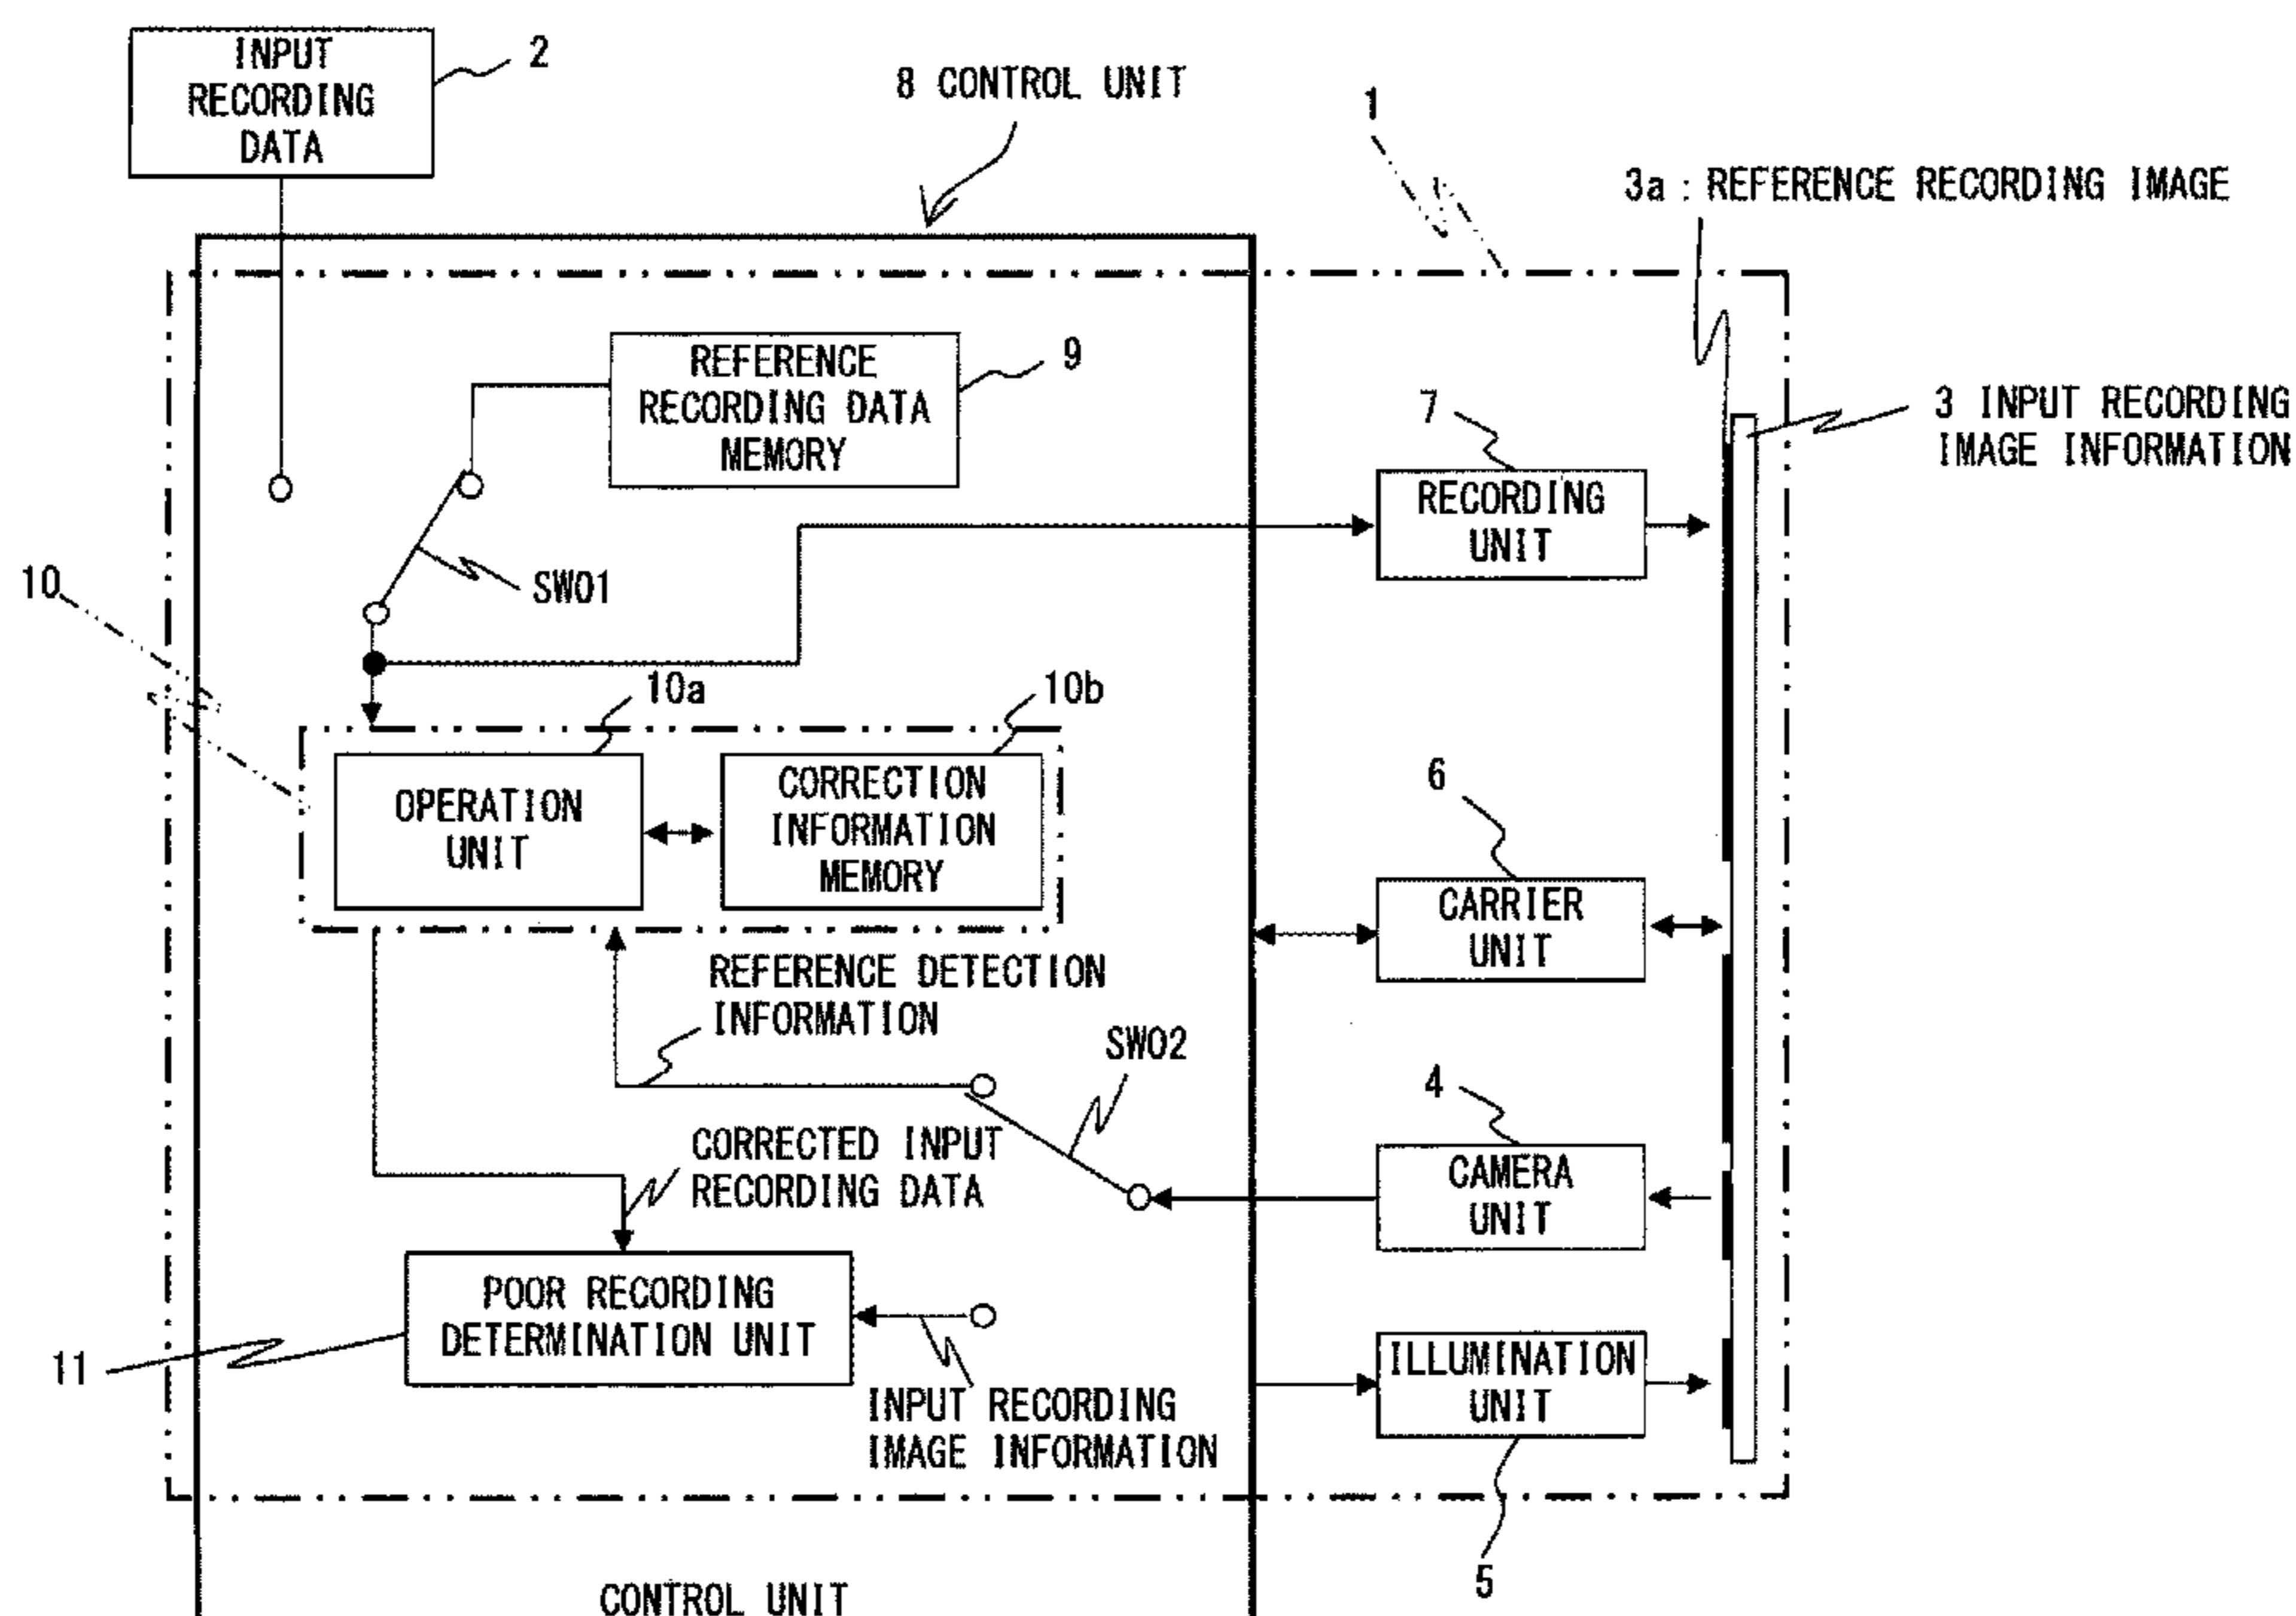 INPUT
RECORDING
DATA
2
8 CONTROL UNIT
1
3a : REFERENCE RECORDING IMAGE
REFERENCE
RECORDING DATA
MEMORY
9
3 INPUT RECORDING
IMAGE INFORMATION
7
RECORDING
UNIT
SW01
10
10a
10b
OPERATION
UNIT
CORRECTION
INFORMATION
MEMORY
6
CARRIER
UNIT
REFERENCE DETECTION
INFORMATION
SW02
4
CAMERA
UNIT
CORRECTED INPUT
RECORDING DATA
POOR RECORDING
DETERMINATION UNIT
11
INPUT RECORDING
IMAGE INFORMATION
ILLUMINATION
UNIT
5
CONTROL UNIT